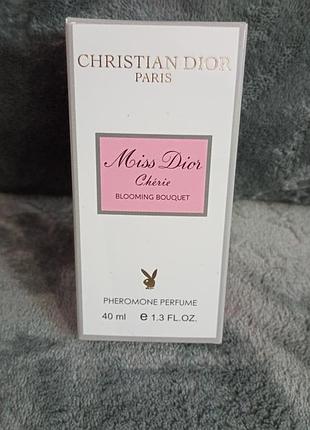 CHRISTIAN DIOR
PARIS
Miss Dior
Chérie
BLOOMING BOUQUET
PHEROMONE PERFUME
40 ml e 1.3 FL.OZ.